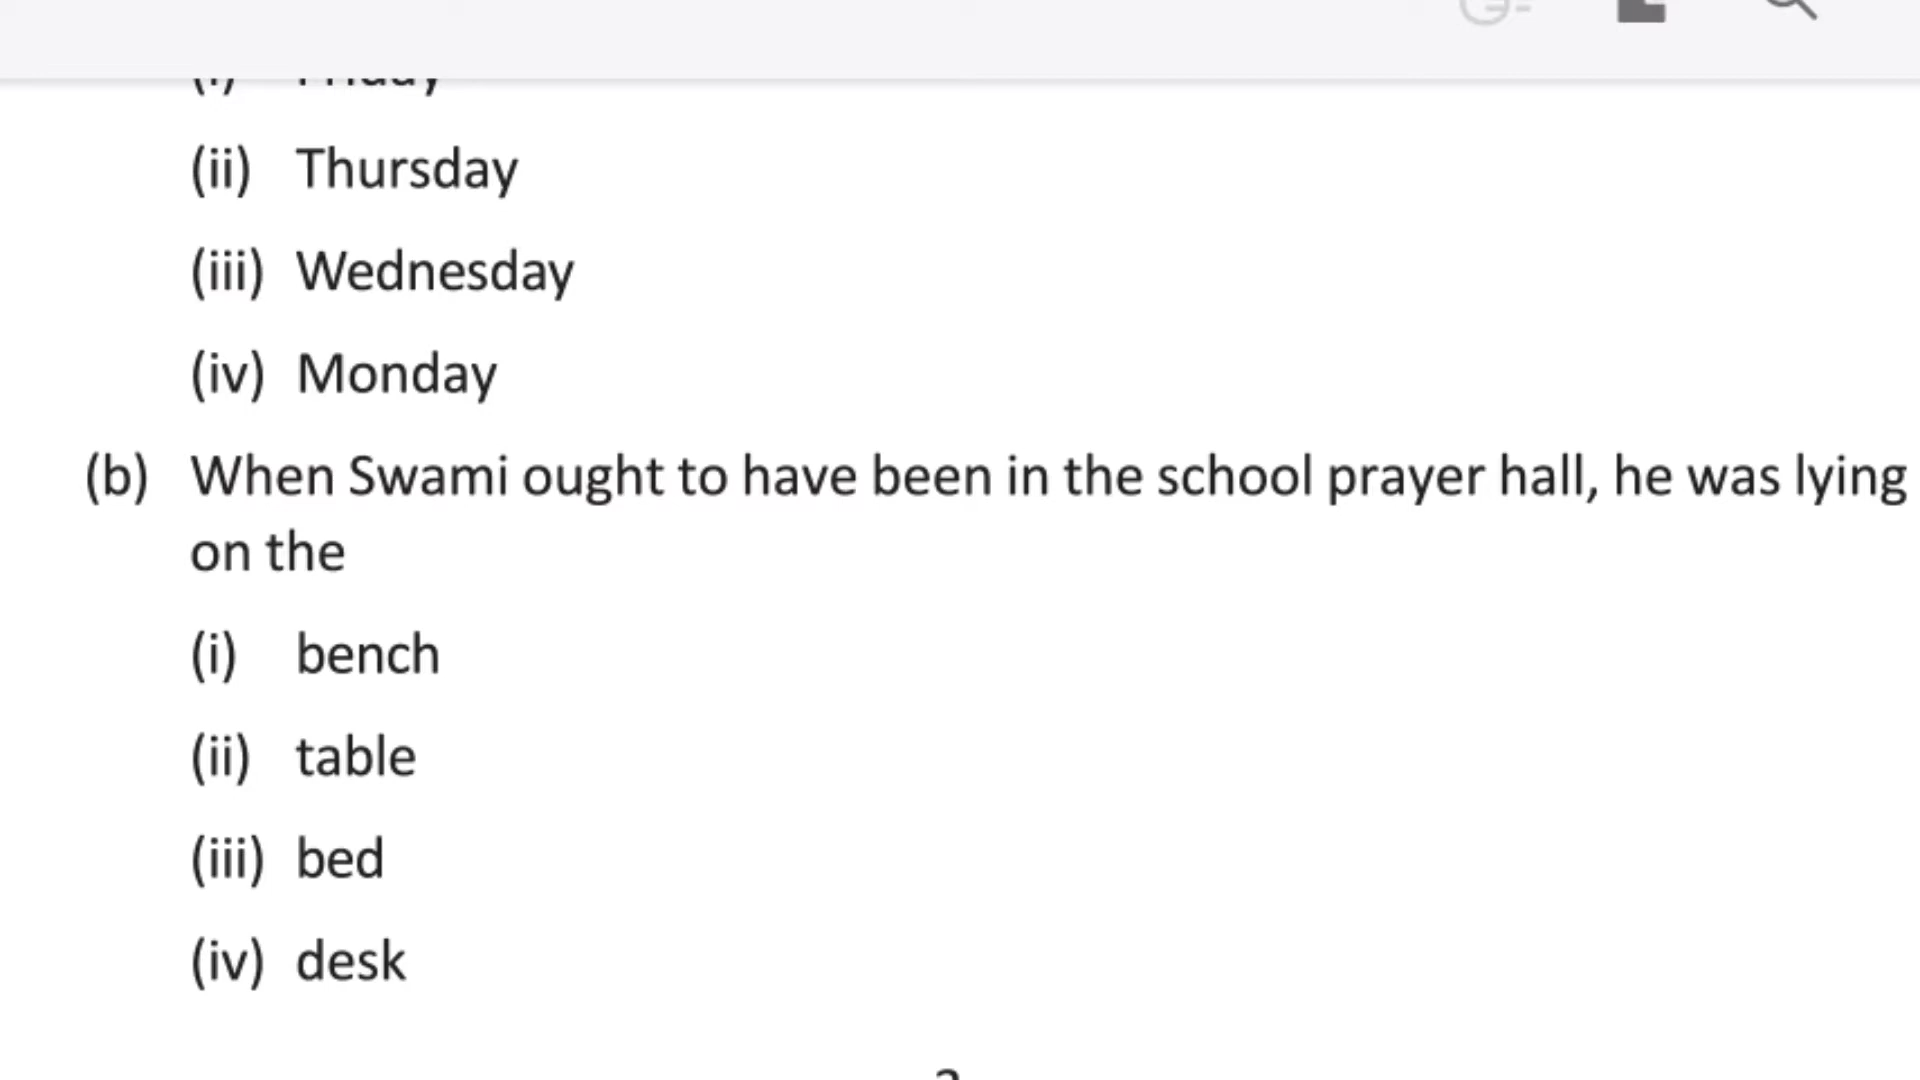 (ii) Thursday
(iii) Wednesday
(iv) Monday
(b) When Swami ought to have been in the school prayer hall, he was lying
on the
(i) bench
(ii) table
(iii) bed
(iv) desk